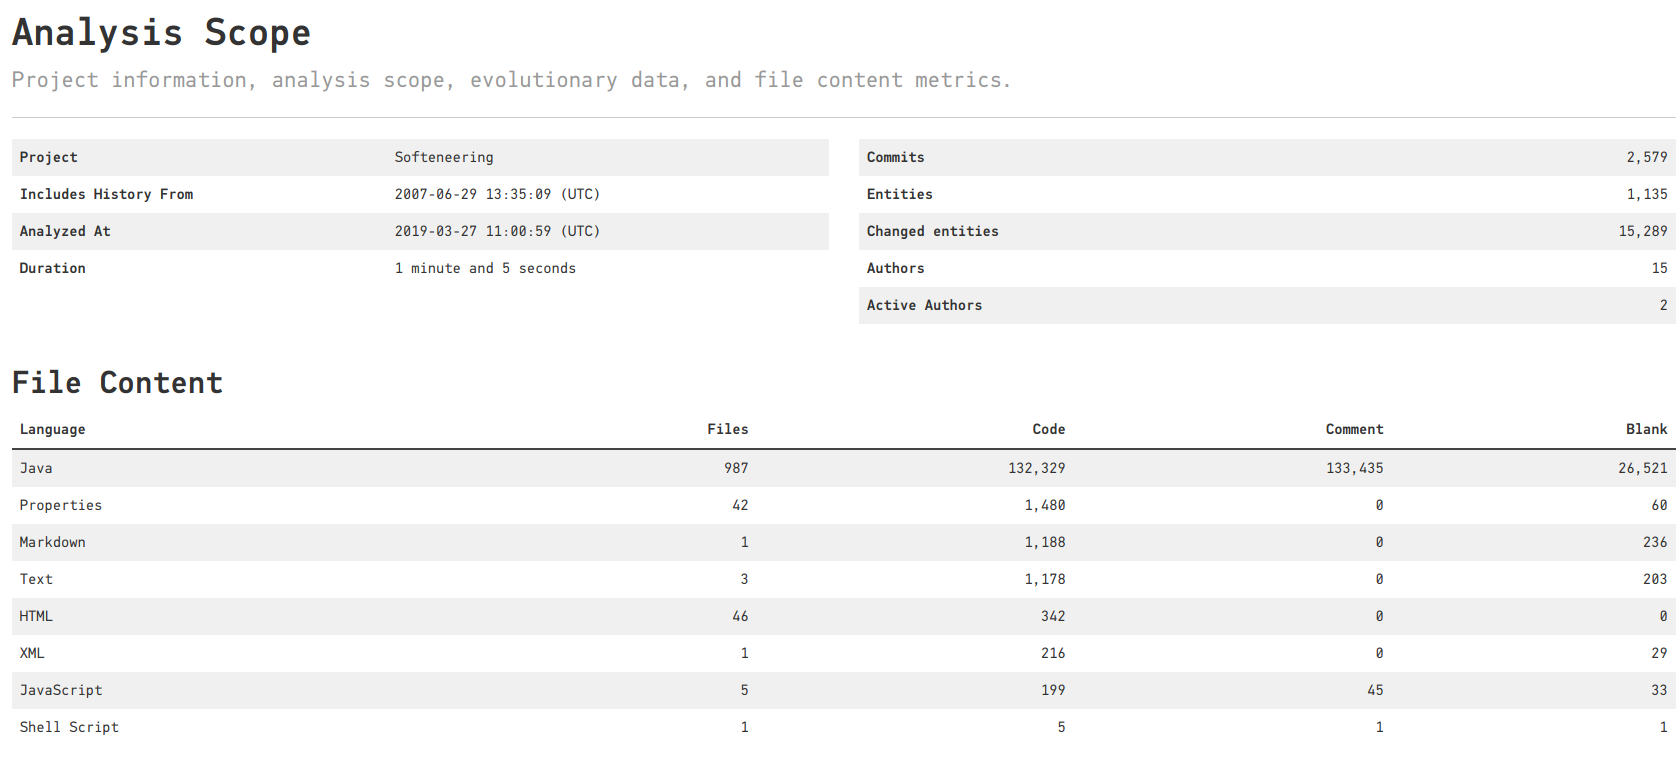 Analysis Scope
Project information, analysis scope, evolutionary data, and file content metrics.
Project Softeneering
Includes History From 2007-06-29 13:35:09 (UTC)
Analyzed At 2019-03-27 11:00:59 (UTC)
Duration 1 minute and 5 seconds
Commits 2,579
Entities 1,135
Changed entities 15,289
Authors 15
Active Authors 2
File Content
Language Files Code Comment Blank
Java 987 132,329 133,435 26,521
Properties 42 1,480 0 60
Markdown 1 1,188 0 236
Text 3 1,178 0 203
HTML 46 342 0 0
XML 1 216 0 29
JavaScript 5 199 45 33
Shell Script 1 5 1 1